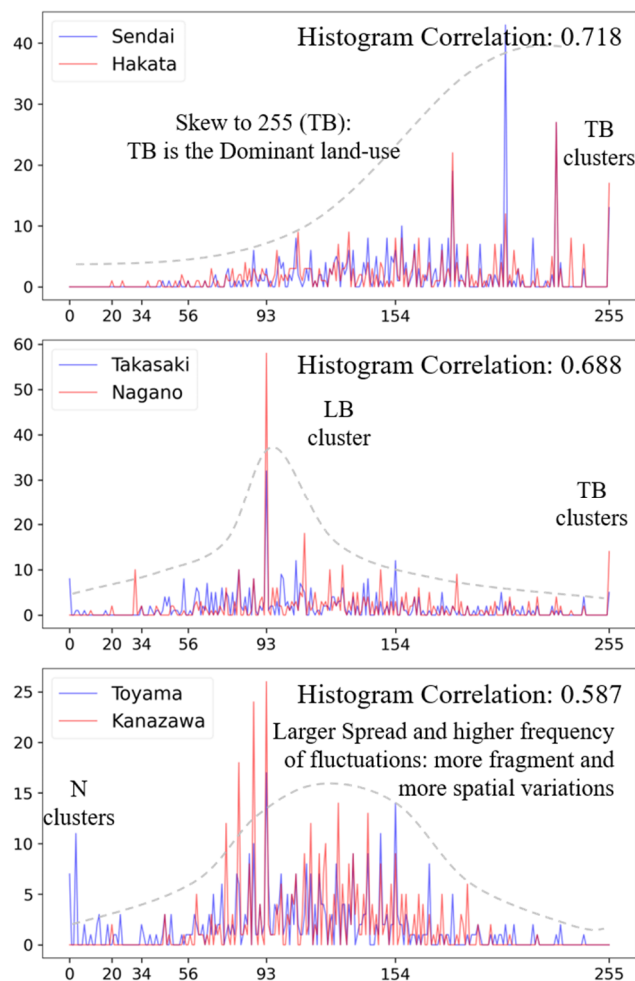 Sendai
Hakata
Histogram Correlation: 0.718
Skew to 255 (TB):
TB is the Dominant land-use
TB
clusters
40
30
20
10
0
0 20 34 56 93 154 255
Takasaki
Nagano
Histogram Correlation: 0.688
LB
cluster
TB
clusters
60
50
40
30
20
10
0
0 20 34 56 93 154 255
Toyama
Kanazawa
Histogram Correlation: 0.587
Larger Spread and higher frequency
of fluctuations: more fragment and
more spatial variations
N
clusters
25
20
15
10
5
0
0 20 34 56 93 154 255